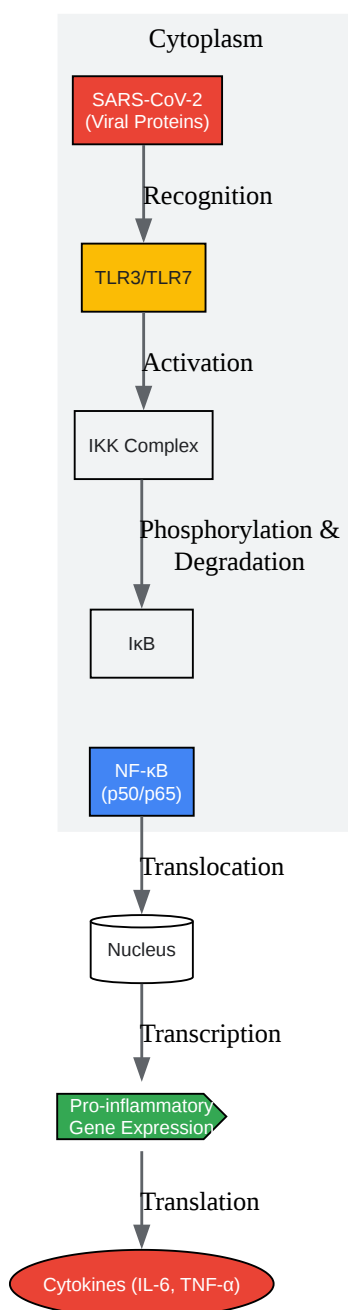 Cytoplasm
SARS-CoV-2
(Viral Proteins)
Recognition
TLR3/TLR7
Activation
IKK Complex
Phosphorylation &
Degradation
IκB
NF-κB
(p50/p65)
Translocation
Nucleus
Transcription
Pro-inflammatory
Gene Expression
Translation
Cytokines (IL-6, TNF-α)